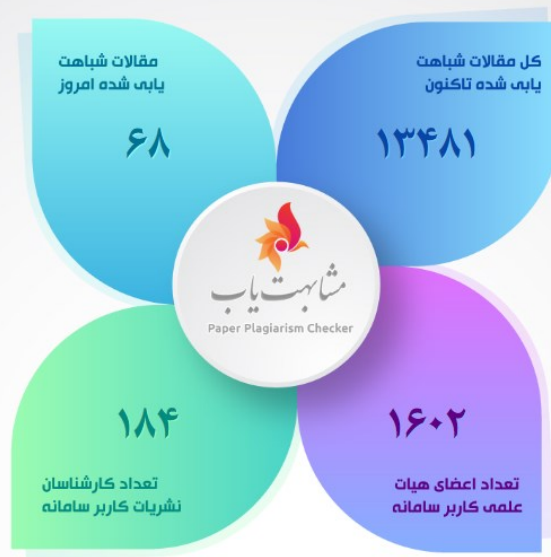 کل مقالات شباهت
یابی شده تاکنون
۱۳۴۸۱
مقالات شباهت
یابی شده امروز
۶۸
مشابهت یاب
Paper Plagiarism Checker
۱۶۰۲
تعداد اعضای هیات
علمی کاربر سامانه
۱۸۴
تعداد کارشناسان
نشریات کاربر سامانه